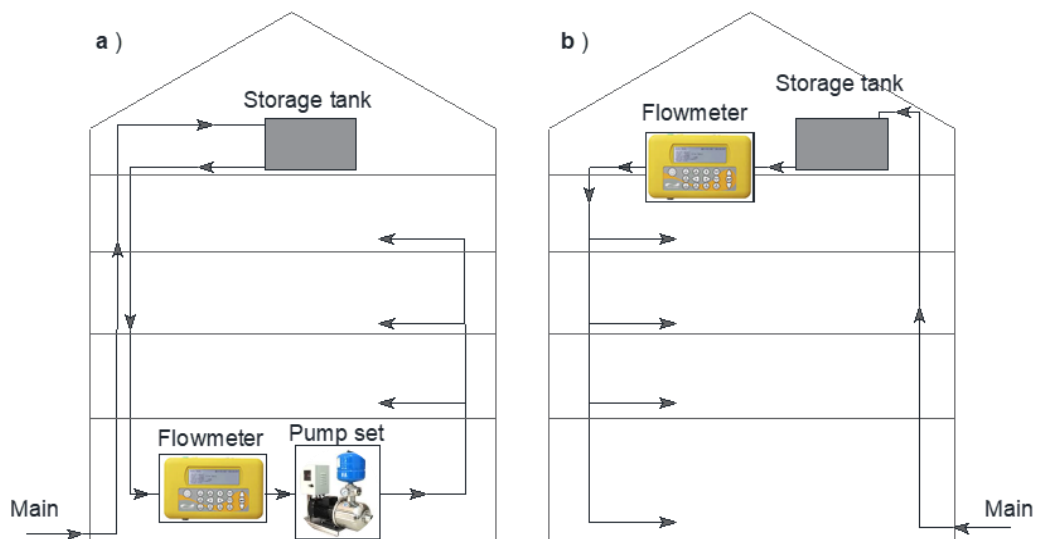 a )
Storage tank
Flowmeter
Pump set
Main
b )
Storage tank
Flowmeter
Main